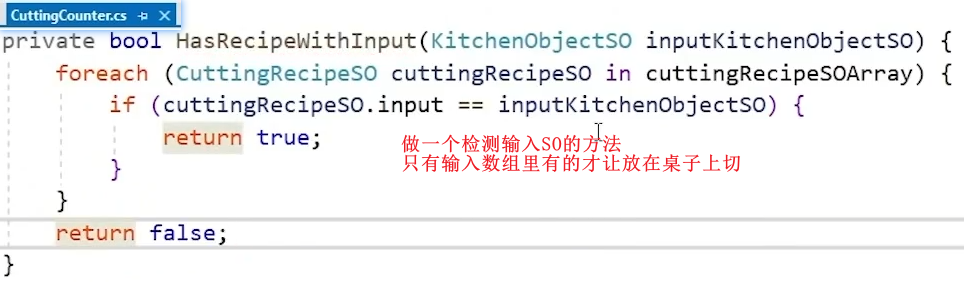 CuttingCounter.cs
private bool HasRecipeWithInput(KitchenObjectSO inputKitchenObjectSO) {
foreach (CuttingRecipeSO cuttingRecipeSO in cuttingRecipeSOArray) {
if (cuttingRecipeSO.input == inputKitchenObjectSO) {
return true;
做一个检测输入SO的方法
只有输入数组里有的才让放在桌子上切
}
}
return false;
}